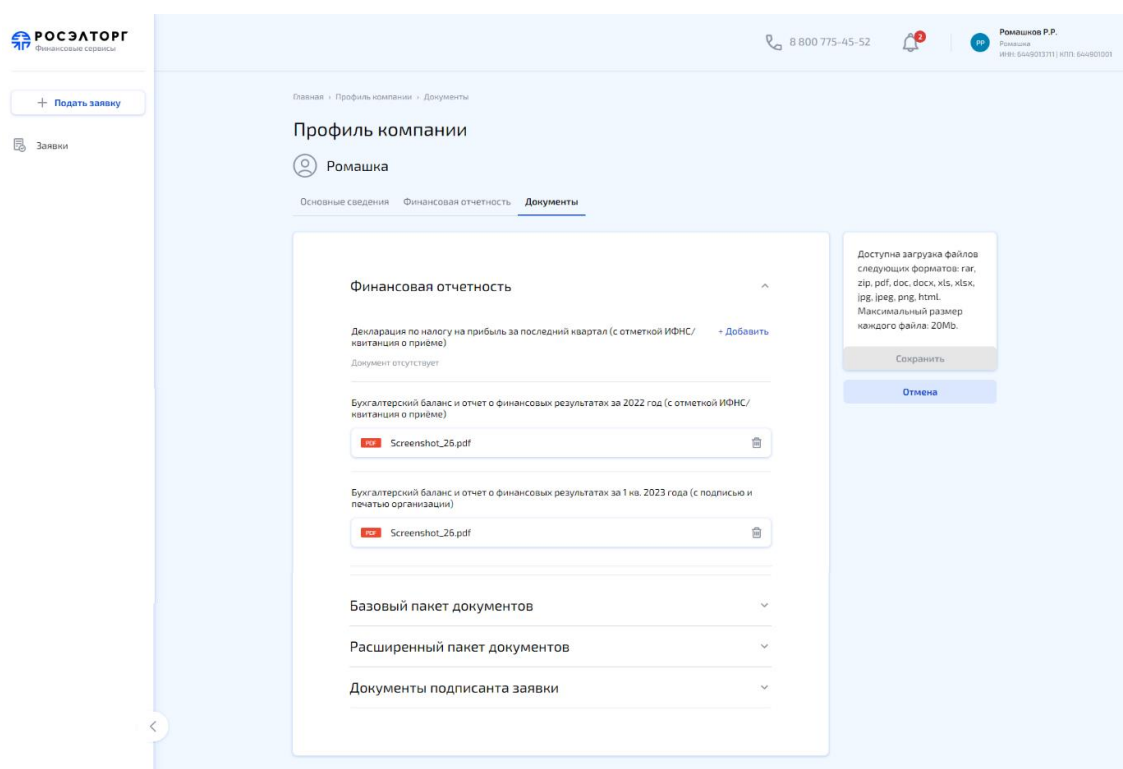 РОСЭЛТОРГ
Финансовые сервисы
8 800 775-45-52
2
РР
Ромашков Р.Р.
Ромашка
ИНН: 6449013711 | КПП: 644901001
+ Подать заявку
Заявки
Главная › Профиль компании › Документы
Профиль компании
Ромашка
Основные сведения Финансовая отчетность Документы
Финансовая отчетность
Декларация по налогу на прибыль за последний квартал (с отметкой ИФНС/ + Добавить
квитанция о приёме)
Документ отсутствует
Бухгалтерский баланс и отчет о финансовых результатах за 2022 год (с отметкой ИФНС/
квитанция о приёме)
PDF Screenshot_26.pdf
Бухгалтерский баланс и отчет о финансовых результатах за 1 кв. 2023 года (с подписью и
печатью организации)
PDF Screenshot_26.pdf
Базовый пакет документов
Расширенный пакет документов
Документы подписанта заявки
Доступна загрузка файлов
следующих форматов: rar,
zip, pdf, doc, docx, xls, xlsx,
jpg, jpeg, png, html.
Максимальный размер
каждого файла: 20Mb.
Сохранить
Отмена